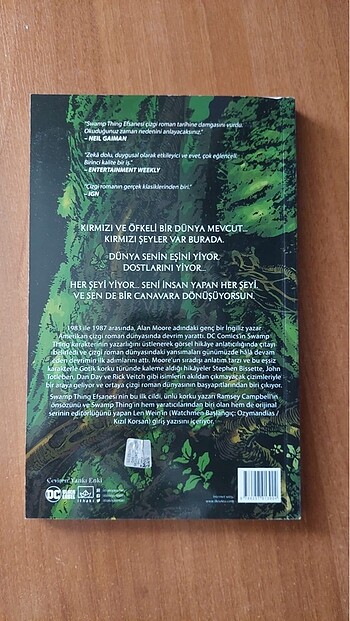 "Swamp Thing Efsanesi çizgi roman tarihine damgasını vurdu.
Okuduğunuz zaman nedenini anlayacaksınız."
– NEIL GAIMAN
"Zekâ dolu, duygusal olarak etkileyici ve evet, çok eğlenceli.
Birinci kalite bir iş."
– ENTERTAINMENT WEEKLY
"Çizgi romanın gerçek klasiklerinden biri."
– IGN
KIRMIZI VE ÖFKELİ BİR DÜNYA MEVCUT...
KIRMIZI ŞEYLER VAR BURADA.
DÜNYA SENİN EŞİNİ YİYOR,
DOSTLARINI YİYOR...
HER ŞEYİ YİYOR... SENİ İNSAN YAPAN HER ŞEYİ.
VE SEN DE BİR CANAVARA DÖNÜŞÜYORSUN.
1983 ile 1987 arasında, Alan Moore adındaki genç bir İngiliz yazar
Amerikan çizgi roman dünyasında devrim yarattı. DC Comics'in Swamp
Thing karakterinin yazarlığını üstlenerek görsel hikâye anlatıcılığında çıtayı
belirledi ve çizgi roman dünyasındaki yansımaları günümüzde hâlâ devam
eden devrimin ilk adımlarını attı. Moore'un sıradışı anlatım tarzı ve bu eşsiz
karakterle Gotik korku türünde kaleme aldığı hikâyeler Stephen Bissette, John
Totleben, Dan Day ve Rick Veitch gibi isimlerin akıldan çıkmayacak çizimleriyle
bir araya geliyor ve ortaya çizgi roman dünyasının başyapıtlarından biri çıkıyor.
Swamp Thing Efsanesi'nin bu ilk cildi, ünlü korku yazarı Ramsey Campbell'ın
önsözünü ve Swamp Thing'in hem yaratıcılarından biri olan hem de orijinal
serinin editörlüğünü yapan Len Wein'in (Watchmen Başlangıç: Ozymandias /
Kızıl Korsan) giriş yazısını içeriyor.
Çeviren: Yankı Enki
DC
İTHAKİ